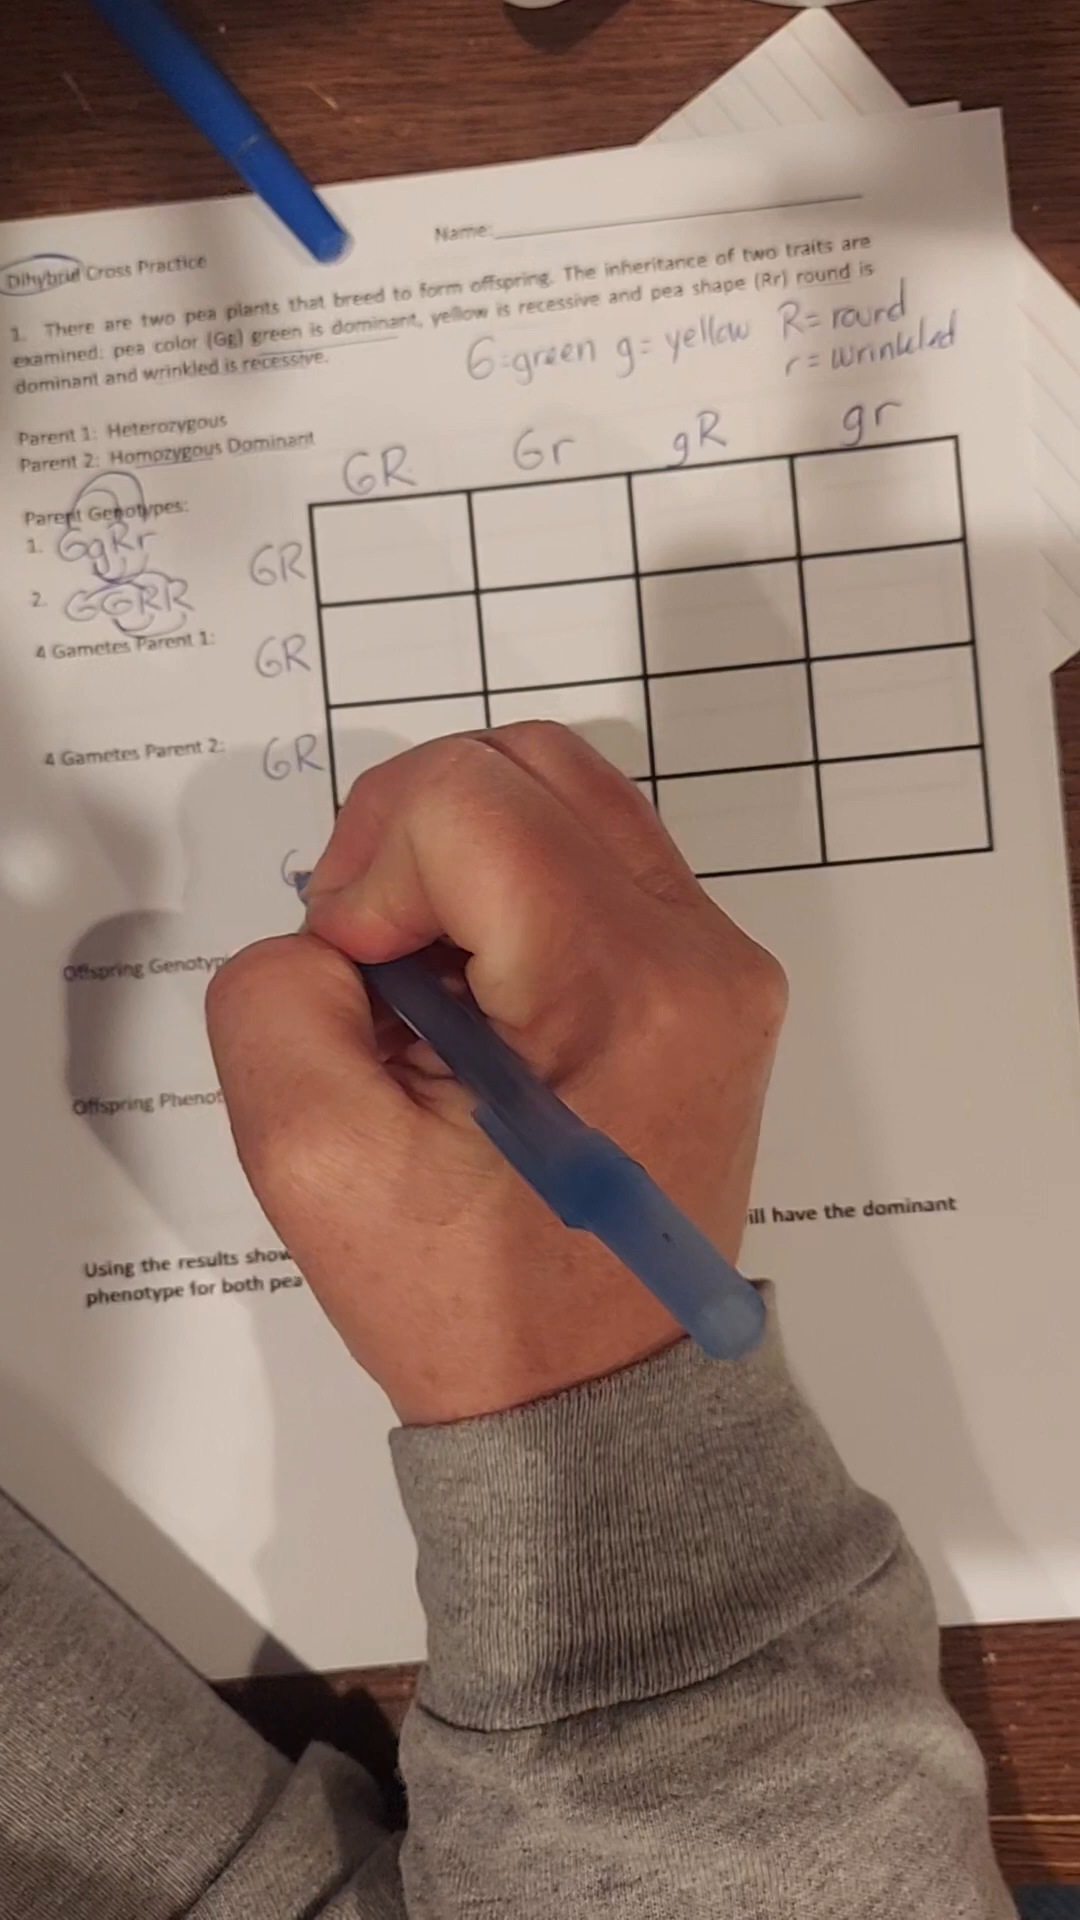 Name:
Dihybrid Cross Practice
1. There are two pea plants that breed to form offspring. The inheritance of two traits are
examined: pea color (Gg) green is dominant, yellow is recessive and pea shape (Rr) round is
dominant and wrinkled is recessive.
G=green g= yellow R= round
r= wrinkled
Parent 1: Heterozygous
Parent 2: Homozygous Dominant
GR Gr gR gr
Parent Genotypes:
1. GgRr
GR
2. GGRR
4 Gametes Parent 1:
GR
4 Gametes Parent 2:
GR
G
Offspring
Offspring
ill have the dominant
Using the results
phenotype for both pea